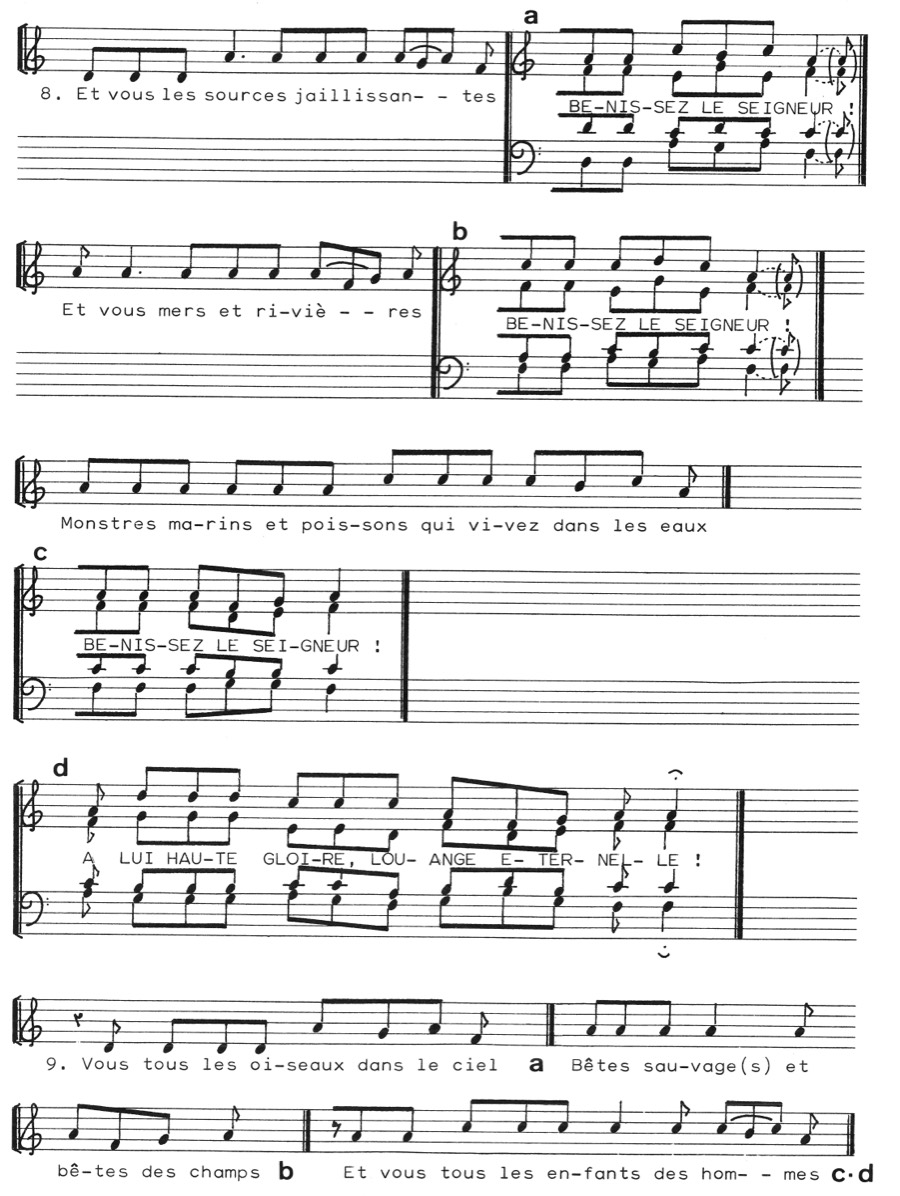 a
8. Et vous les sources jaillissan- - tes BE-NIS-SEZ LE SEIGNEUR !
b
Et vous mers et ri-viè - - res BE-NIS-SEZ LE SEIGNEUR !
Monstres ma-rins et pois-sons qui vi-vez dans les eaux
c
BE-NIS-SEZ LE SEI-GNEUR !
d
A LUI HAU-TE GLOI-RE, LOU- ANGE E- TER- NEL- LE !
9. Vous tous les oi-seaux dans le ciel a Bêtes sau-vage(s) et
bê-tes des champs b Et vous tous les en-fants des hom- - mes c·d